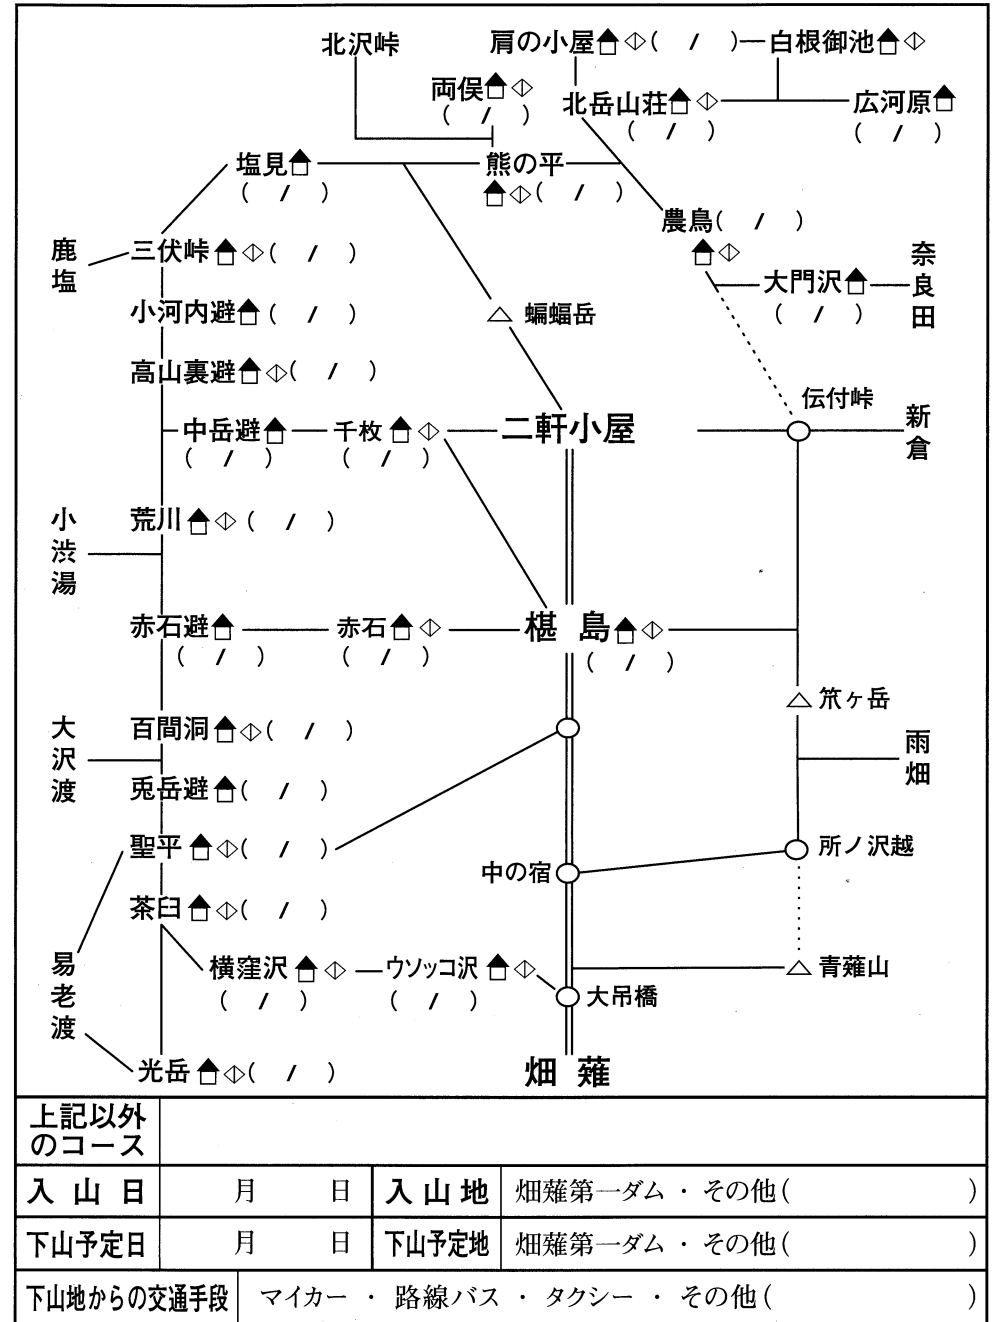 北沢峠
肩の小屋( / )
白根御池
両俣
( / )
北岳山荘
( / )
広河原
( / )
塩見
( / )
熊の平
( / )
農鳥( / )
鹿塩
三伏峠( / )
大門沢
( / )
奈良田
小河内避( / )
蝙蝠岳
高山裏避( / )
伝付峠
中岳避
( / )
千枚
( / )
二軒小屋
新倉
小渋湯
荒川( / )
赤石避
( / )
赤石
( / )
椹島
( / )
笊ヶ岳
大沢渡
百間洞( / )
雨畑
兎岳避( / )
聖平( / )
所ノ沢越
中の宿
茶臼( / )
易老渡
横窪沢
( / )
ウソッコ沢
( / )
青薙山
大吊橋
光岳( / )
畑薙
上記以外
のコース
入山日 月 日 入山地 畑薙第一ダム・その他( )
下山予定日 月 日 下山予定地 畑薙第一ダム・その他( )
下山地からの交通手段 マイカー・路線バス・タクシー・その他( )